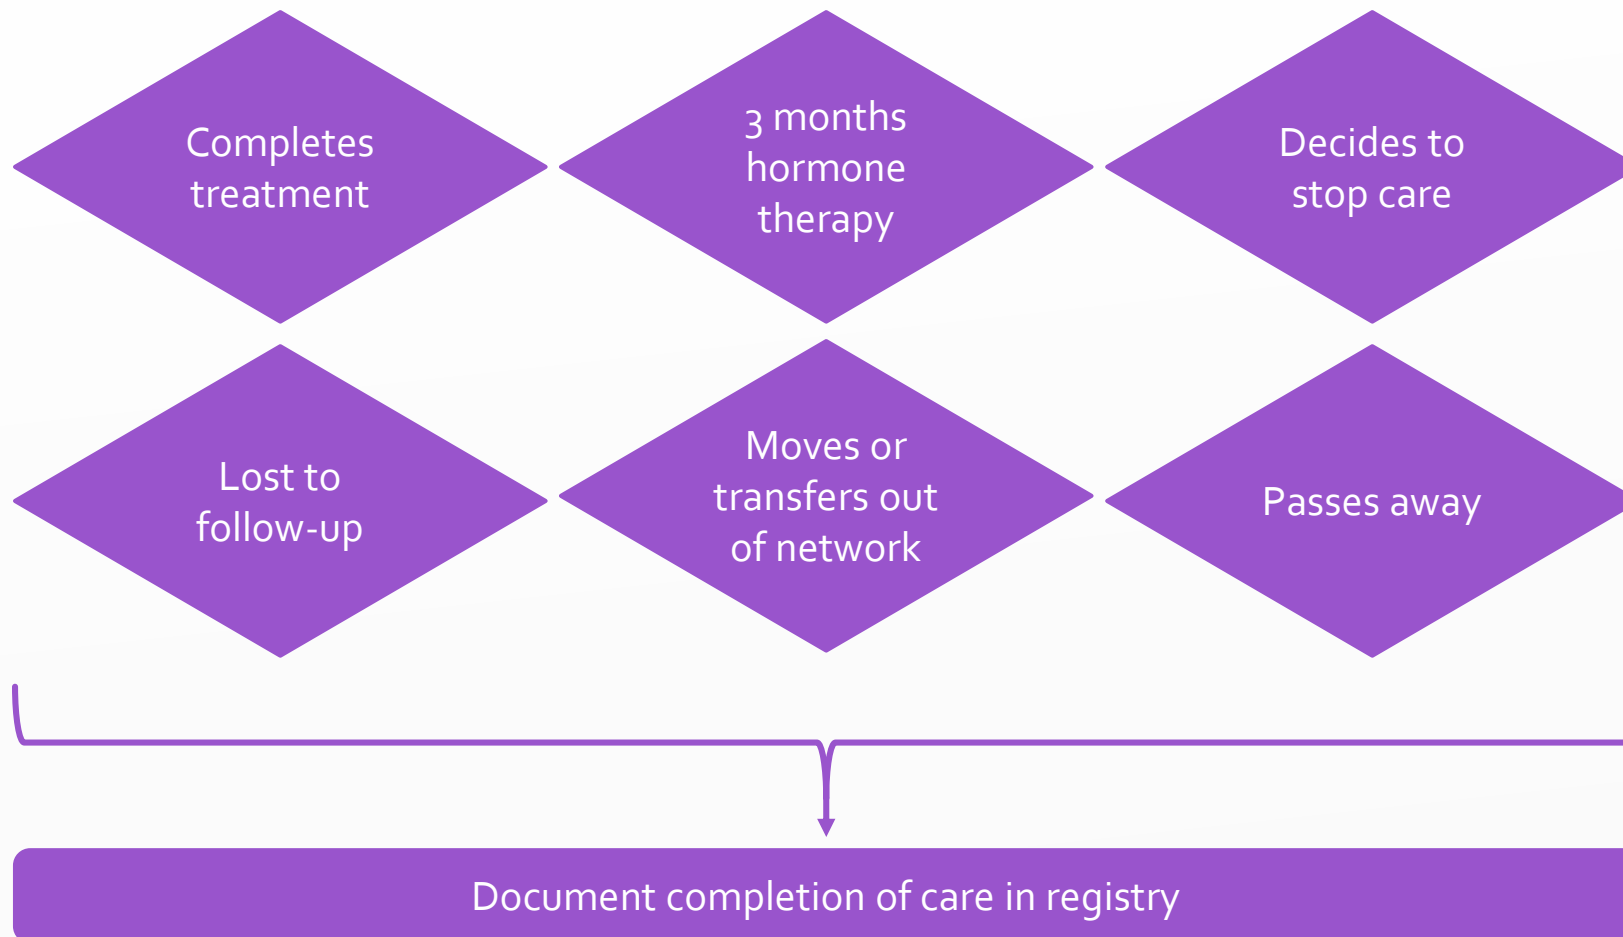 Completes
treatment
3 months
hormone
therapy
Decides to
stop care
Lost to
follow-up
Moves or
transfers out
of network
Passes away
Document completion of care in registry